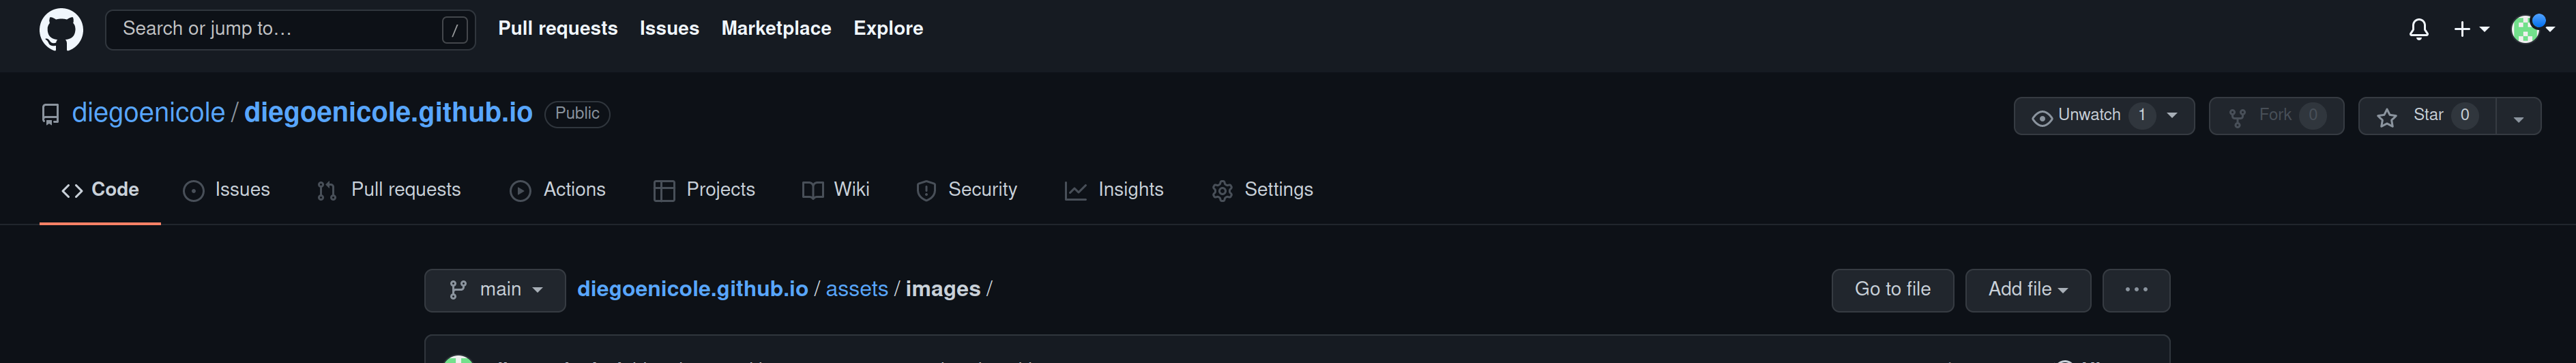 Search or jump to… / Pull requests Issues Marketplace Explore
diegoenicole / diegoenicole.github.io Public Unwatch 1 Fork 0 Star 0
Code Issues Pull requests Actions Projects Wiki Security Insights Settings
main diegoenicole.github.io / assets / images / Go to file Add file ...